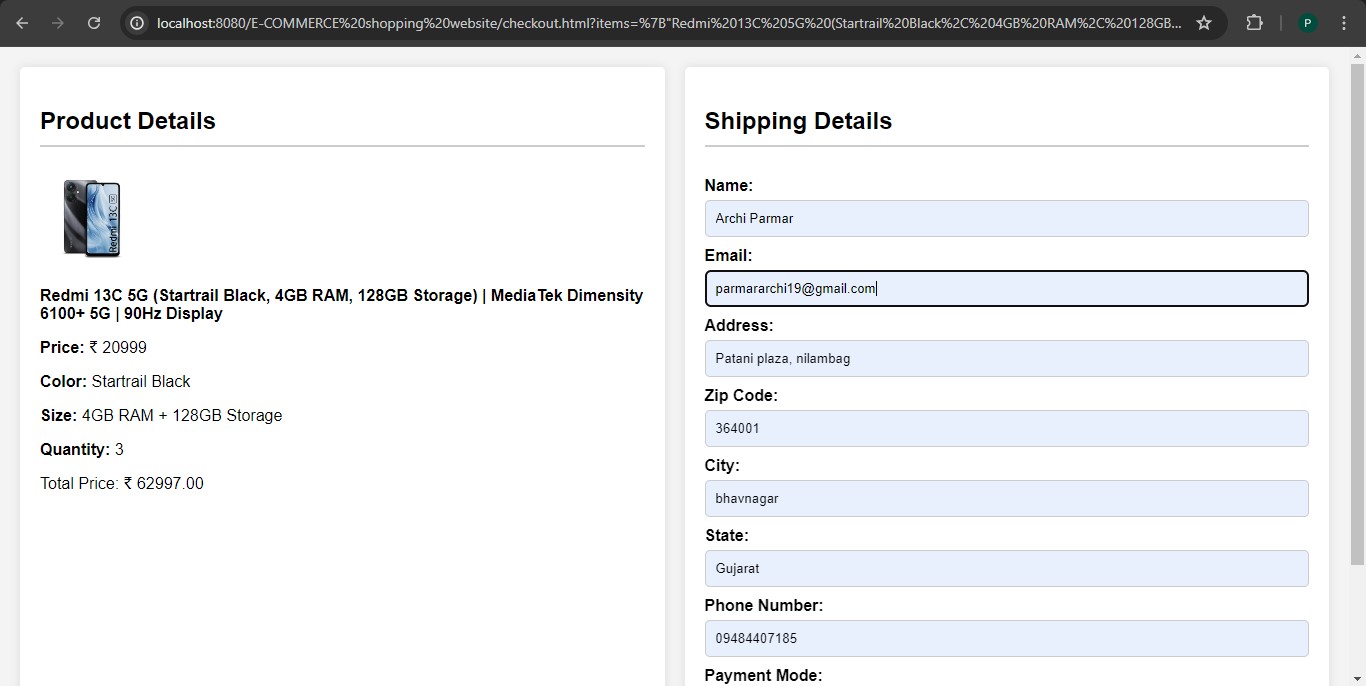 localhost:8080/E-COMMERCE%20shopping%20website/checkout.html?items=%7B"Redmi%2013C%205G%20(Startrail%20Black%2C%204GB%20RAM%2C%20128GB...
P
Product Details
Redmi 13C 5G
Redmi 13C 5G (Startrail Black, 4GB RAM, 128GB Storage) | MediaTek Dimensity
6100+ 5G | 90Hz Display
Price: ₹ 20999
Color: Startrail Black
Size: 4GB RAM + 128GB Storage
Quantity: 3
Total Price: ₹ 62997.00
Shipping Details
Name:
Archi Parmar
Email:
parmararchi19@gmail.com
Address:
Patani plaza, nilambag
Zip Code:
364001
City:
bhavnagar
State:
Gujarat
Phone Number:
09484407185
Payment Mode: